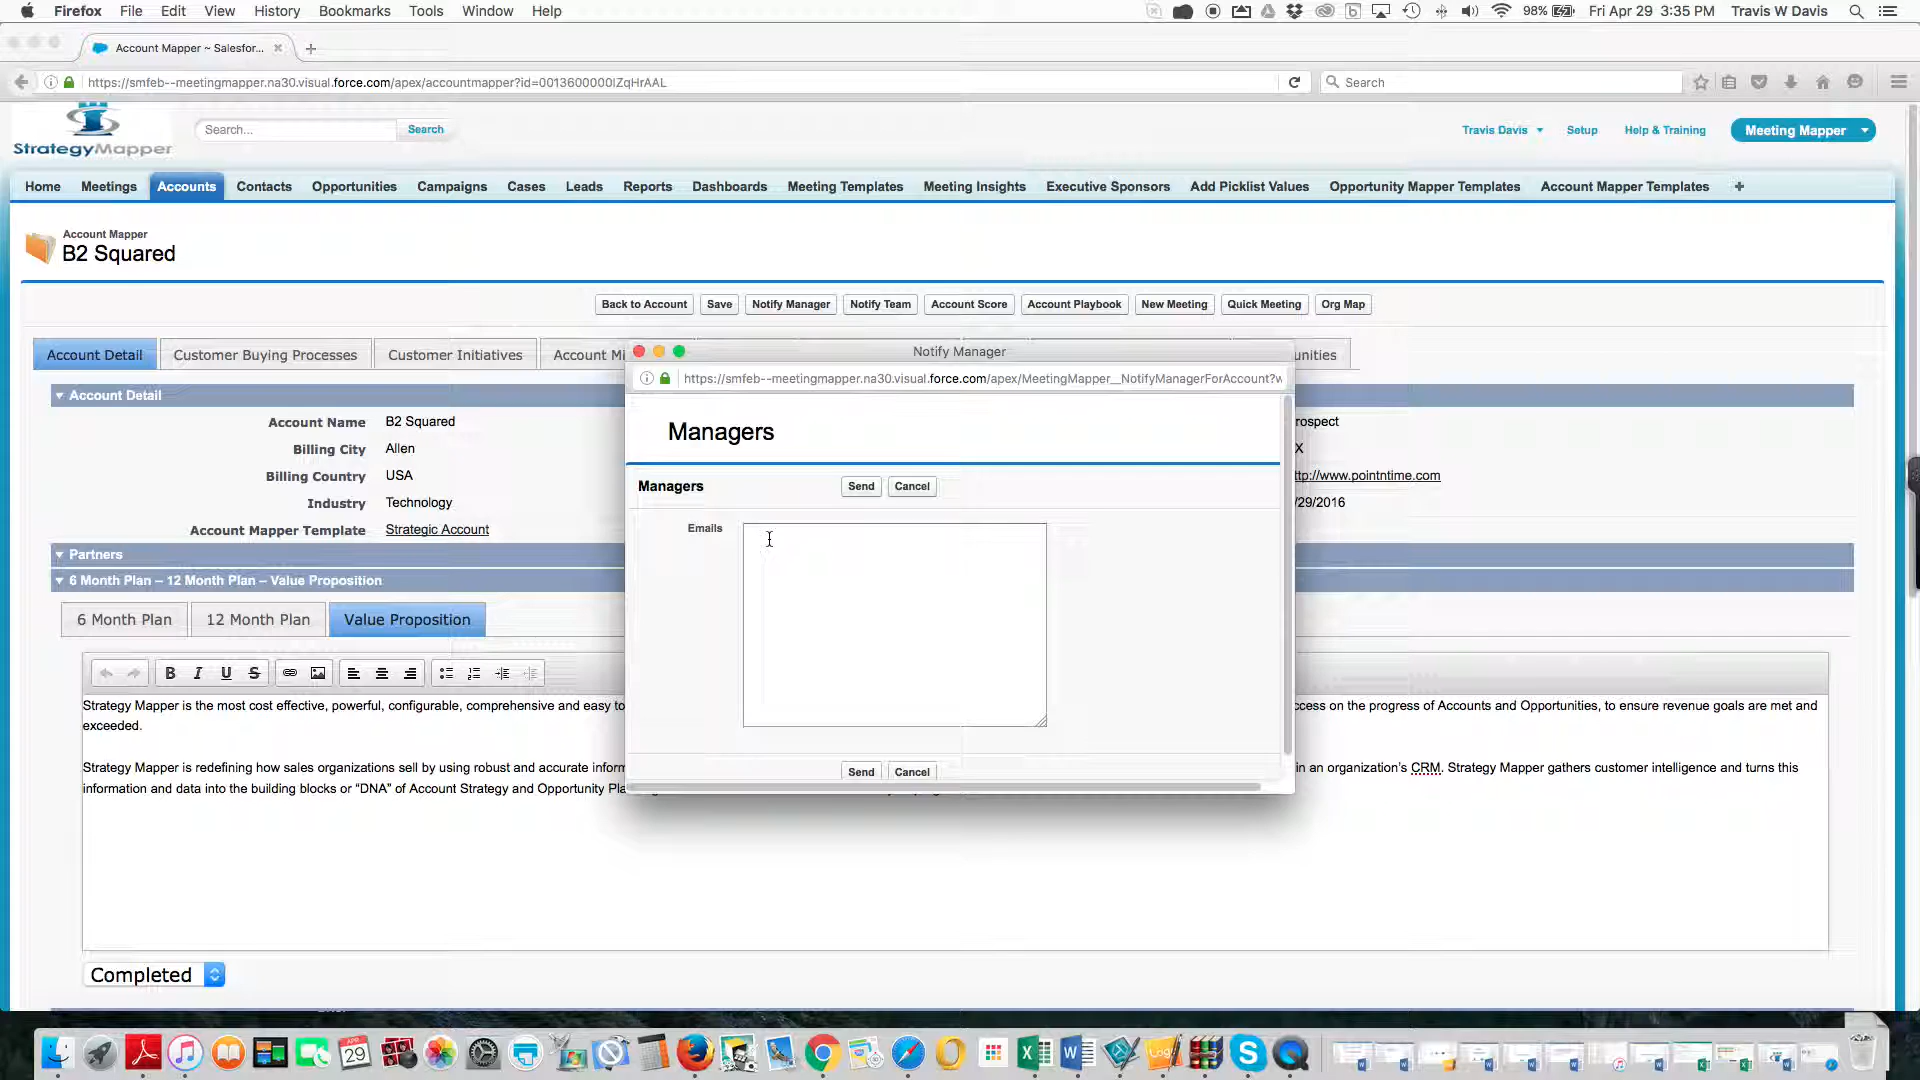 Firefox File Edit View History Bookmarks Tools Window Help 98% Fri Apr 29 3:35 PM Travis W Davis
Account Mapper ~ Salesfor...
https://smfeb--meetingmapper.na30.visual.force.com/apex/accountmapper?id=0013600000lZqHrAAL Search
StrategyMapper Search... Search Travis Davis Setup Help & Training Meeting Mapper
Home Meetings Accounts Contacts Opportunities Campaigns Cases Leads Reports Dashboards Meeting Templates Meeting Insights Executive Sponsors Add Picklist Values Opportunity Mapper Templates Account Mapper Templates +
Account Mapper
B2 Squared
Back to Account Save Notify Manager Notify Team Account Score Account Playbook New Meeting Quick Meeting Org Map
Account Detail Customer Buying Processes Customer Initiatives Account Mi unities
Notify Manager
https://smfeb--meetingmapper.na30.visual.force.com/apex/MeetingMapper__NotifyManagerForAccount?v
Managers
Managers Send Cancel
Emails
Send Cancel
Account Detail
Account Name B2 Squared rospect
Billing City Allen X
Billing Country USA ttp://www.pointntime.com
Industry Technology /29/2016
Account Mapper Template Strategic Account
Partners
6 Month Plan – 12 Month Plan – Value Proposition
6 Month Plan 12 Month Plan Value Proposition
B I U S
Strategy Mapper is the most cost effective, powerful, configurable, comprehensive and easy to ccess on the progress of Accounts and Opportunities, to ensure revenue goals are met and
exceeded.
Strategy Mapper is redefining how sales organizations sell by using robust and accurate inform in an organization's CRM. Strategy Mapper gathers customer intelligence and turns this
information and data into the building blocks or “DNA” of Account Strategy and Opportunity Pla
Completed
APR
29